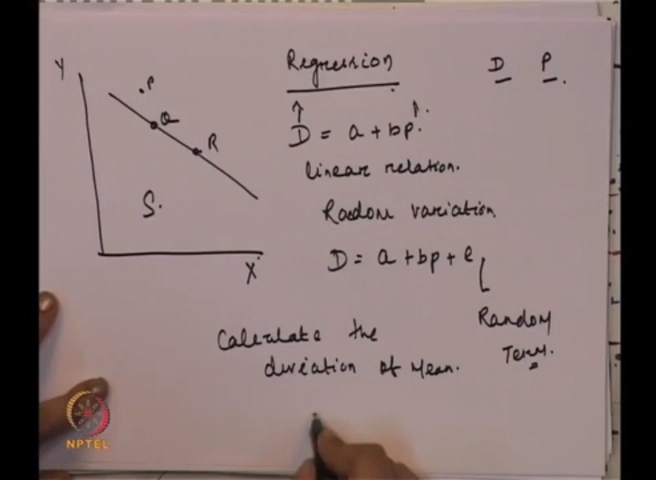 Y
P
Q
R
S.
X
Regression
D P.
D = a + bp.
linear relation.
Random variation.
D = a + bp + e
Random
Term.
Calculate the
deviation of Mean.
NPTEL